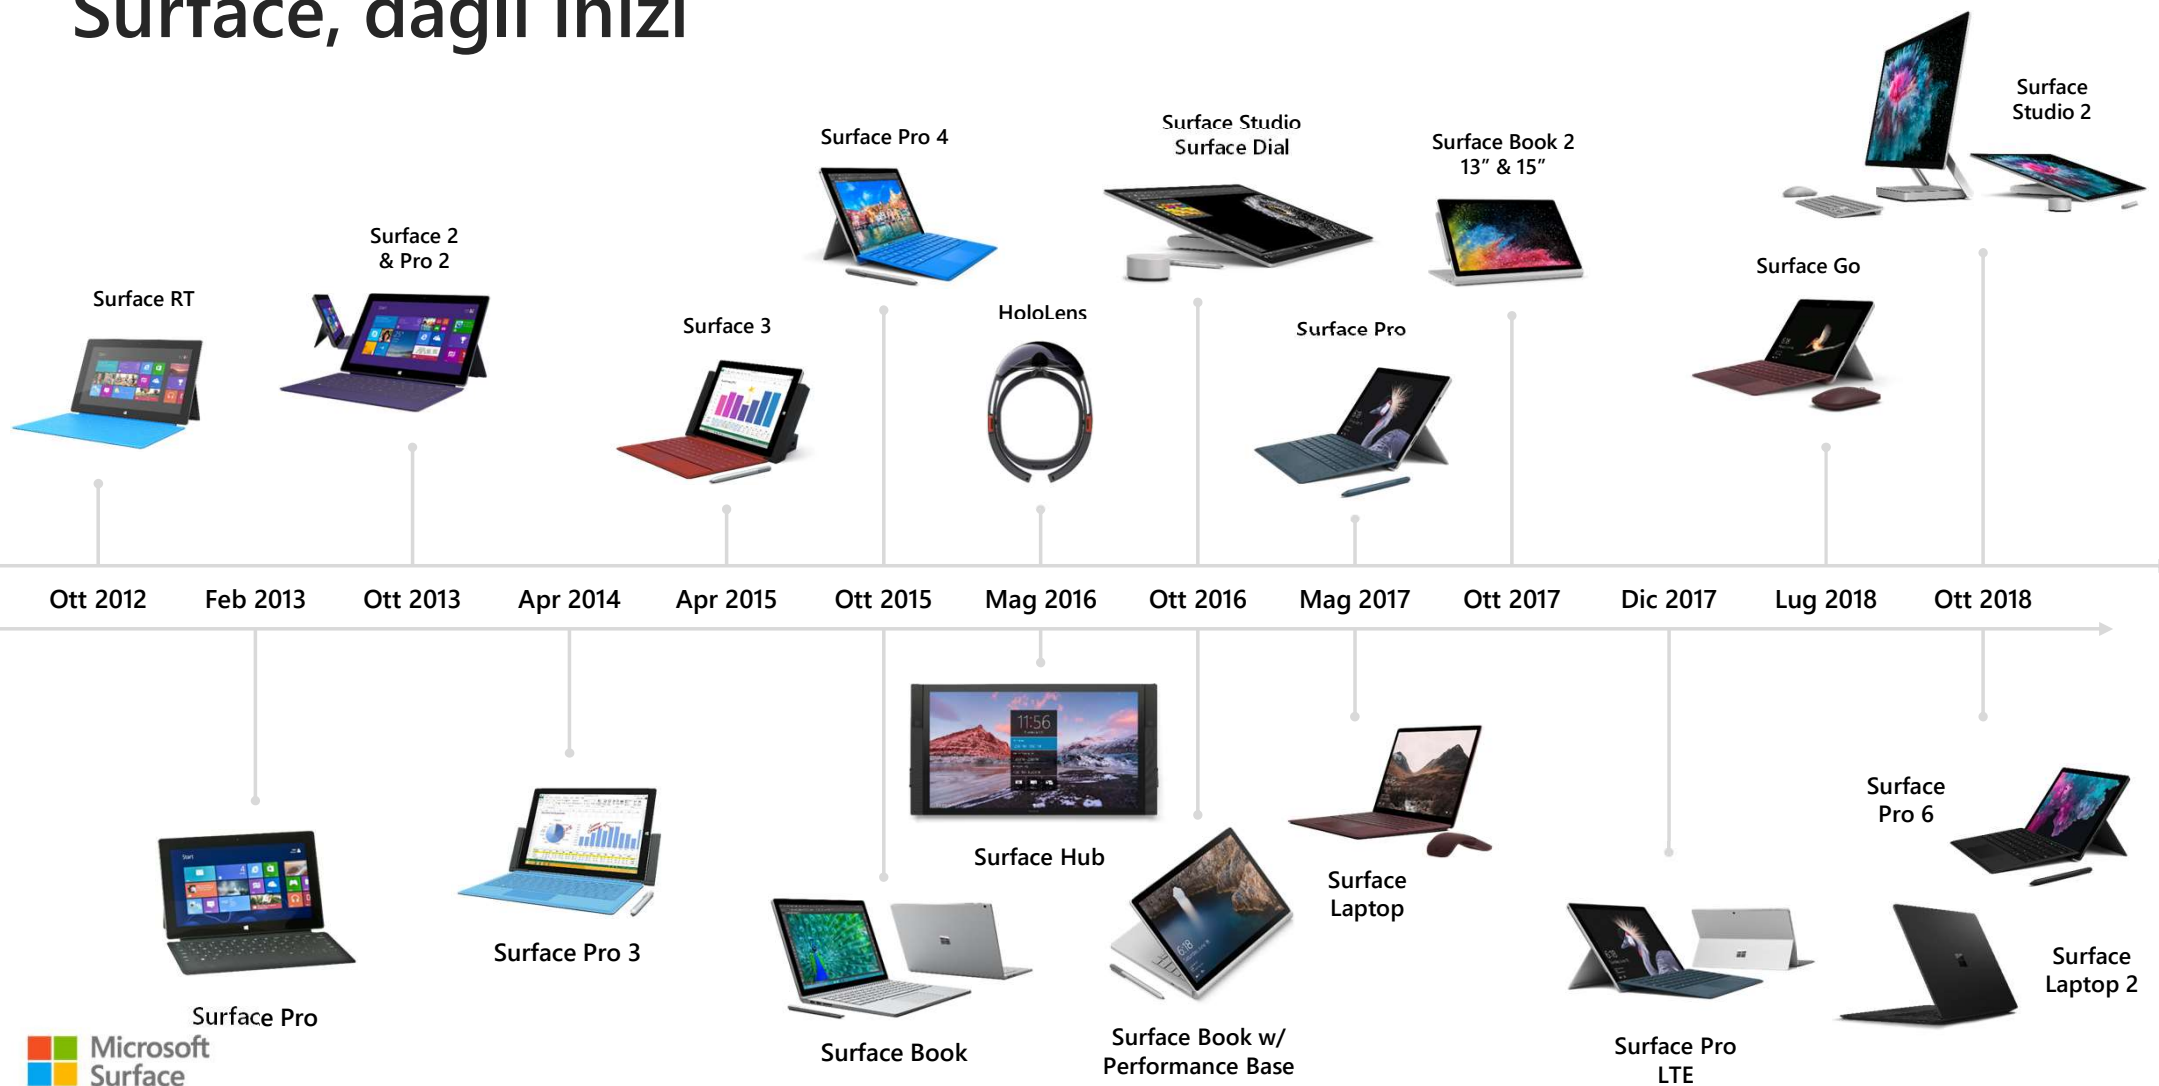 Surface, dagli inizi
Surface
Studio 2
Surface Studio
Surface Dial
Surface Pro 4
Surface Book 2
13” & 15”
Surface 2
& Pro 2
Surface Go
Surface RT
HoloLens
Surface 3
Surface Pro
Ott 2012
Feb 2013
Ott 2013
Apr 2014
Apr 2015
Ott 2015
Mag 2016
Ott 2016
Mag 2017
Ott 2017
Dic 2017
Lug 2018
Ott 2018
11:56
Surface
Pro 6
Surface Hub
Surface
Laptop
Surface Pro 3
6:18
Surface
Laptop 2
Surface Pro
Surface Book
Surface Book w/
Performance Base
Surface Pro
LTE
Microsoft
Surface